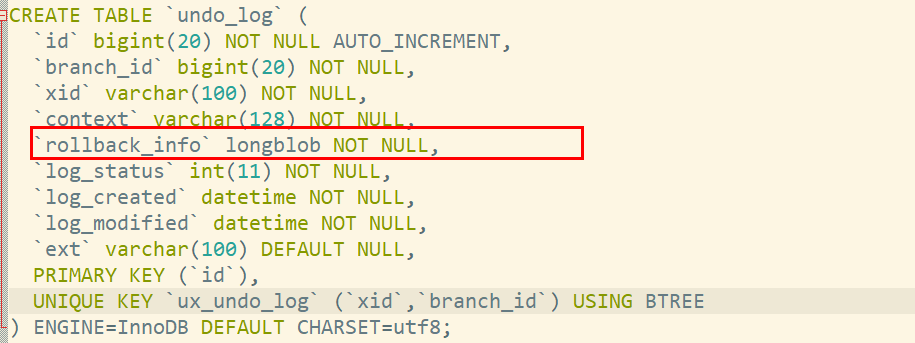 CREATE TABLE `undo_log` (
`id` bigint(20) NOT NULL AUTO_INCREMENT,
`branch_id` bigint(20) NOT NULL,
`xid` varchar(100) NOT NULL,
`context` varchar(128) NOT NULL,
`rollback_info` longblob NOT NULL,
`log_status` int(11) NOT NULL,
`log_created` datetime NOT NULL,
`log_modified` datetime NOT NULL,
`ext` varchar(100) DEFAULT NULL,
PRIMARY KEY (`id`),
UNIQUE KEY `ux_undo_log` (`xid`,`branch_id`) USING BTREE
) ENGINE=InnoDB DEFAULT CHARSET=utf8;